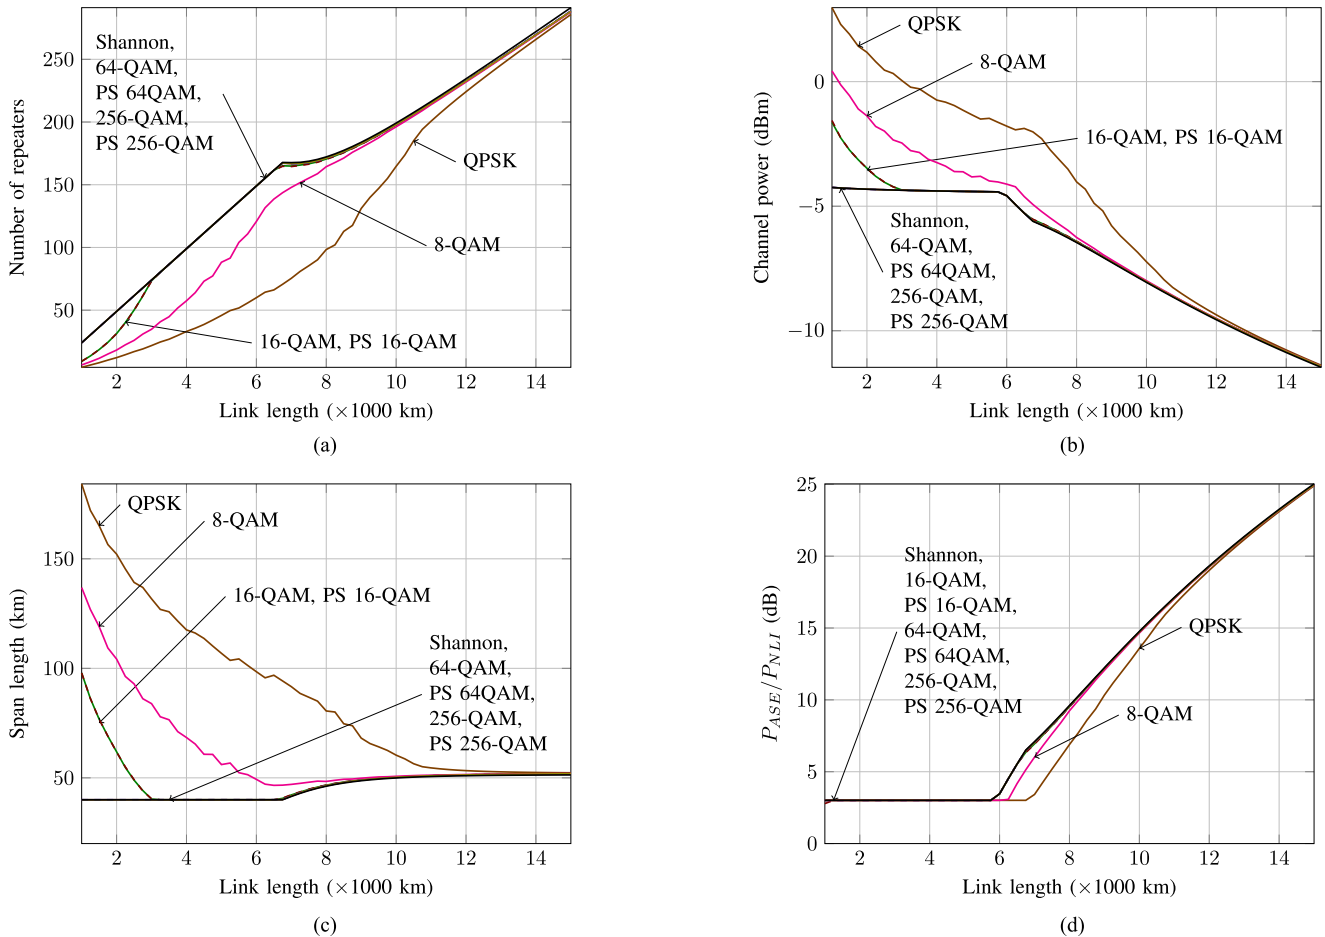 250
200
150
100
50
Number of repeaters
Shannon,
64-QAM,
PS 64QAM,
256-QAM,
PS 256-QAM
QPSK
8-QAM
16-QAM, PS 16-QAM
2 4 6 8 10 12 14
Link length (×1000 km)
(a)
0
−5
−10
Channel power (dBm)
QPSK
8-QAM
16-QAM, PS 16-QAM
Shannon,
64-QAM,
PS 64QAM,
256-QAM,
PS 256-QAM
2 4 6 8 10 12 14
Link length (×1000 km)
(b)
150
100
50
Span length (km)
QPSK
8-QAM
16-QAM, PS 16-QAM
Shannon,
64-QAM,
PS 64QAM,
256-QAM,
PS 256-QAM
2 4 6 8 10 12 14
Link length (×1000 km)
(c)
25
20
15
10
5
0
P_ASE/P_NLI (dB)
Shannon,
16-QAM,
PS 16-QAM,
64-QAM,
PS 64QAM,
256-QAM,
PS 256-QAM
QPSK
8-QAM
2 4 6 8 10 12 14
Link length (×1000 km)
(d)